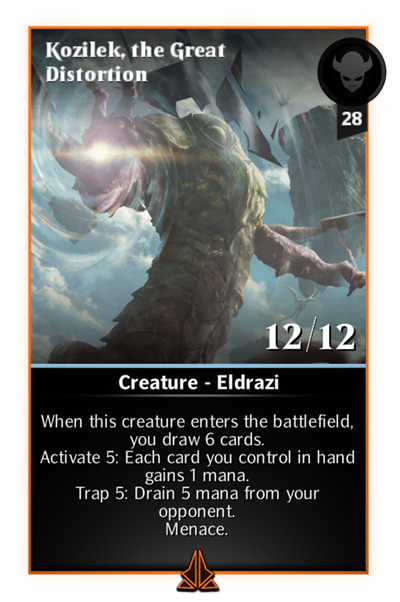 Kozilek, the Great
Distortion
28
12/12
Creature - Eldrazi
When this creature enters the battlefield,
you draw 6 cards.
Activate 5: Each card you control in hand
gains 1 mana.
Trap 5: Drain 5 mana from your
opponent.
Menace.